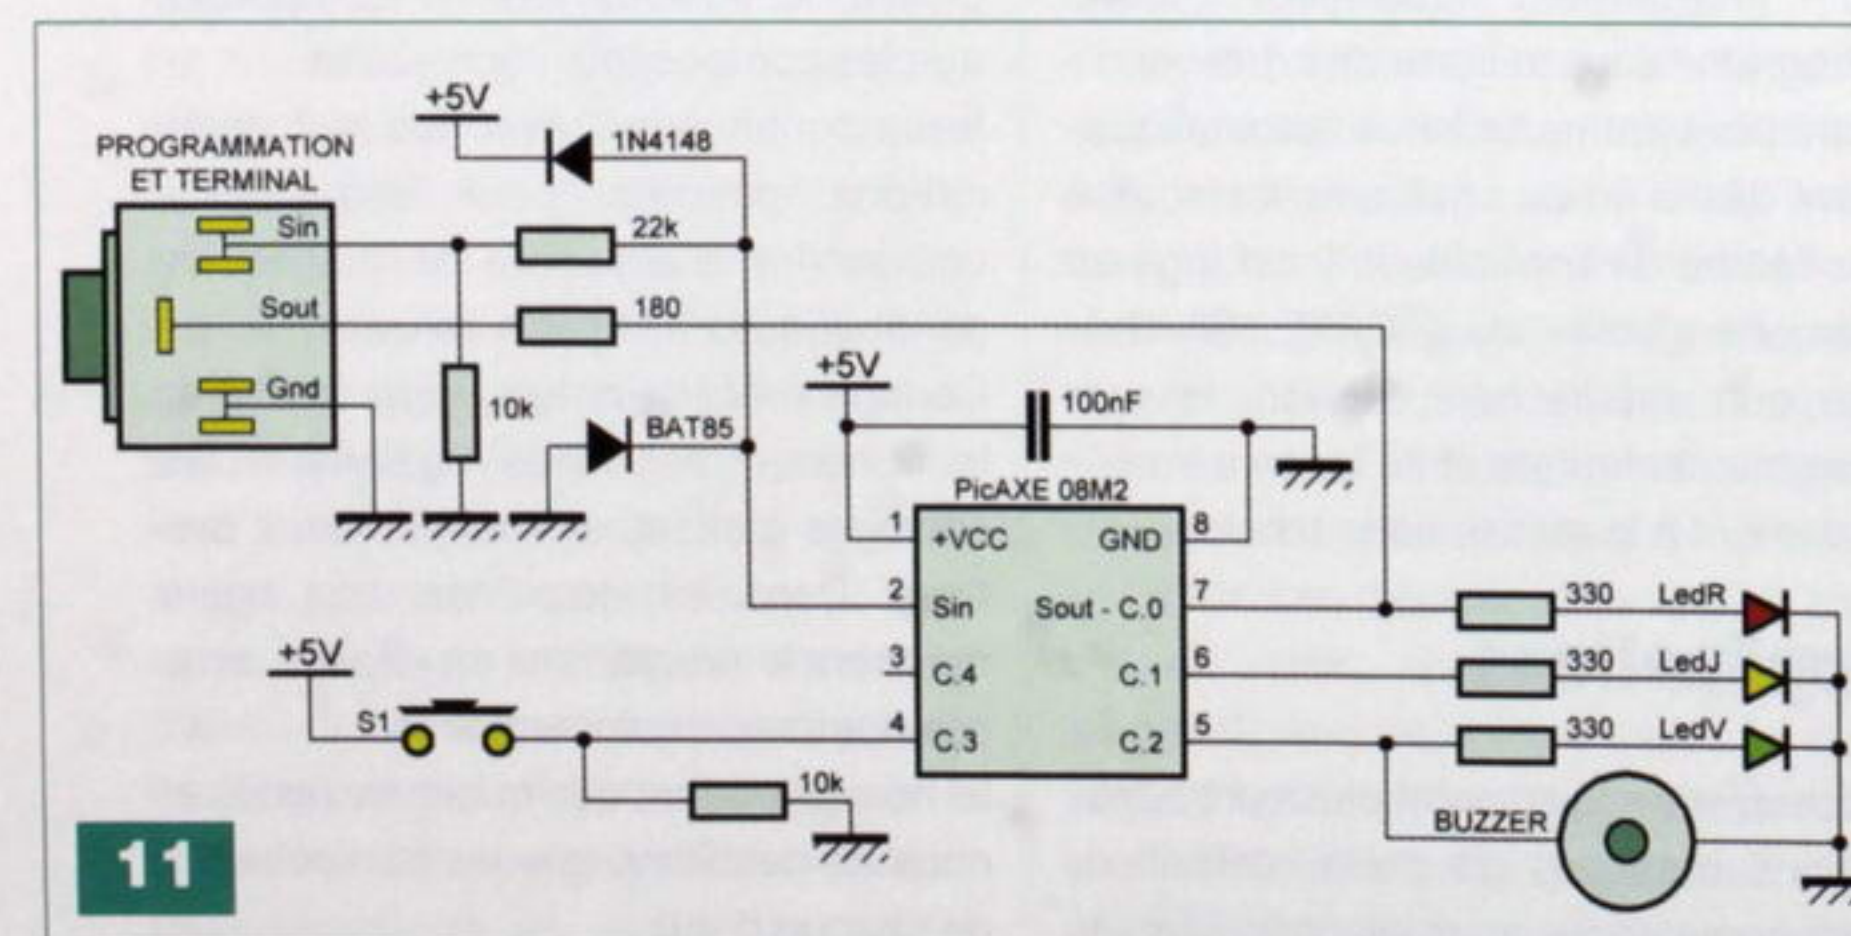 +5V
1N4148
PROGRAMMATION
ET TERMINAL
Sin
22k
Sout
180
Gnd
10k
BAT85
+5V
100nF
PicAXE 08M2
1
+VCC
GND
8
2
Sin
Sout - C.0
7
330
LedR
3
C.4
C.1
6
330
LedJ
4
C.3
C.2
5
330
LedV
+5V
S1
10k
BUZZER
11